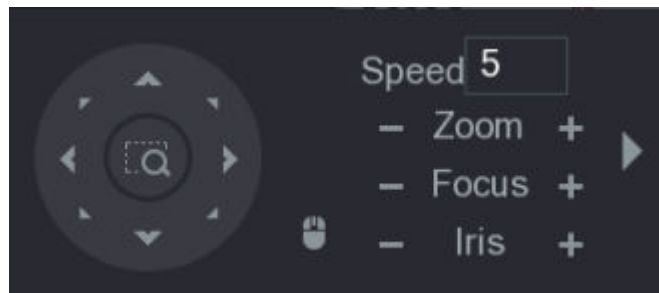 Speed 5
− Zoom +
− Focus +
− Iris +